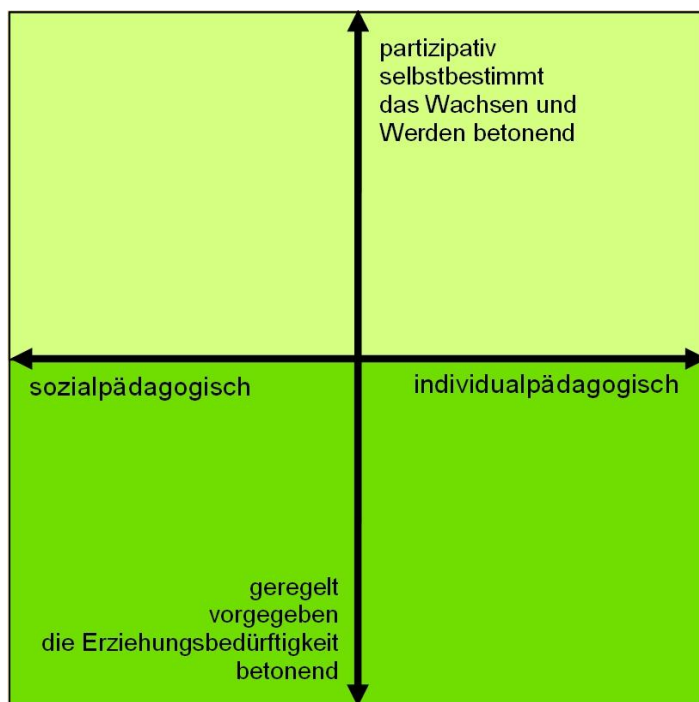 partizipativ
selbstbestimmt
das Wachsen und
Werden betonend
sozialpädagogisch
individualpädagogisch
geregelt
vorgegeben
die Erziehungsbedürftigkeit
betonend